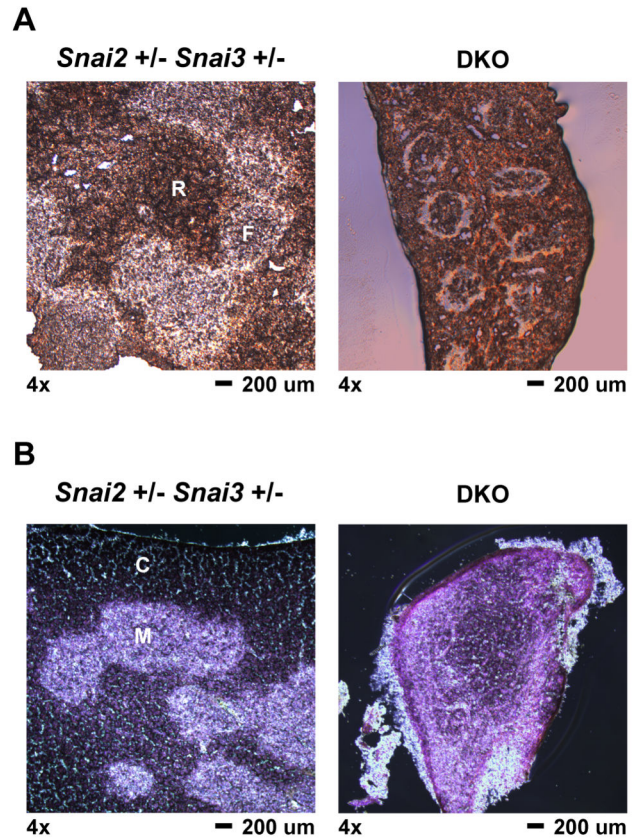 A
Snai2 +/- Snai3 +/-
DKO
R
F
4x
200 um
4x
200 um
B
Snai2 +/- Snai3 +/-
DKO
C
M
4x
200 um
4x
200 um